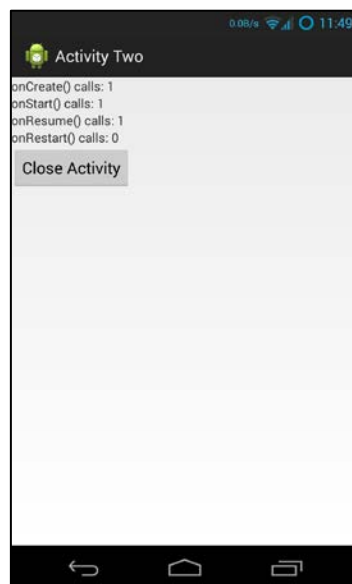 0.0B/s 11:49
Activity Two
onCreate() calls: 1
onStart() calls: 1
onResume() calls: 1
onRestart() calls: 0
Close Activity